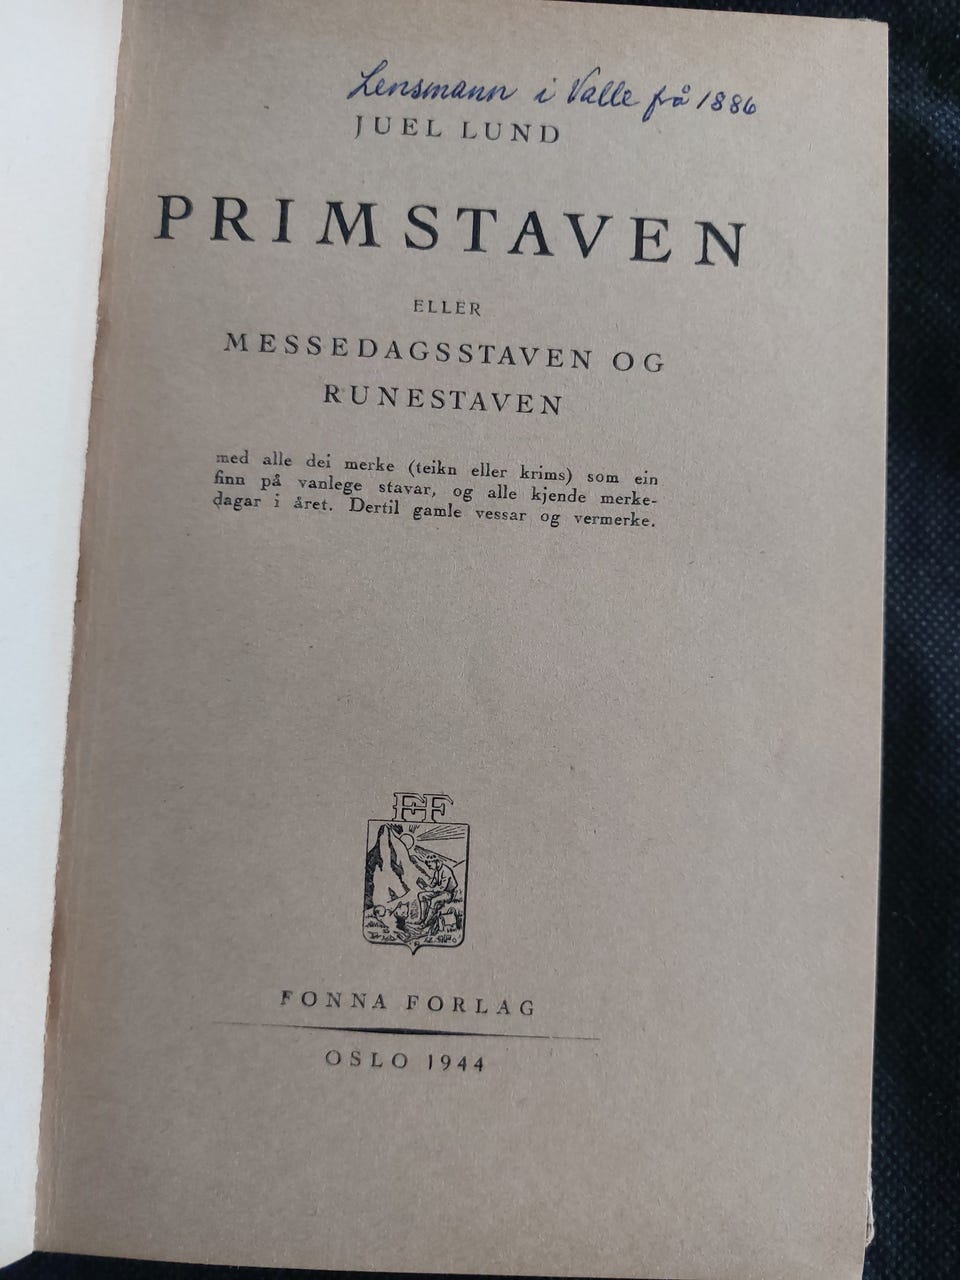 Lensmann i Valle frå 1886
JUEL LUND
PRIMSTAVEN
ELLER
MESSEDAGSSTAVEN OG
RUNESTAVEN
med alle dei merke (teikn eller krims) som ein
finn på vanlege stavar, og alle kjende merke-
dagar i året. Dertil gamle vessar og vermerke.
FF
FONNA FORLAG
OSLO 1944